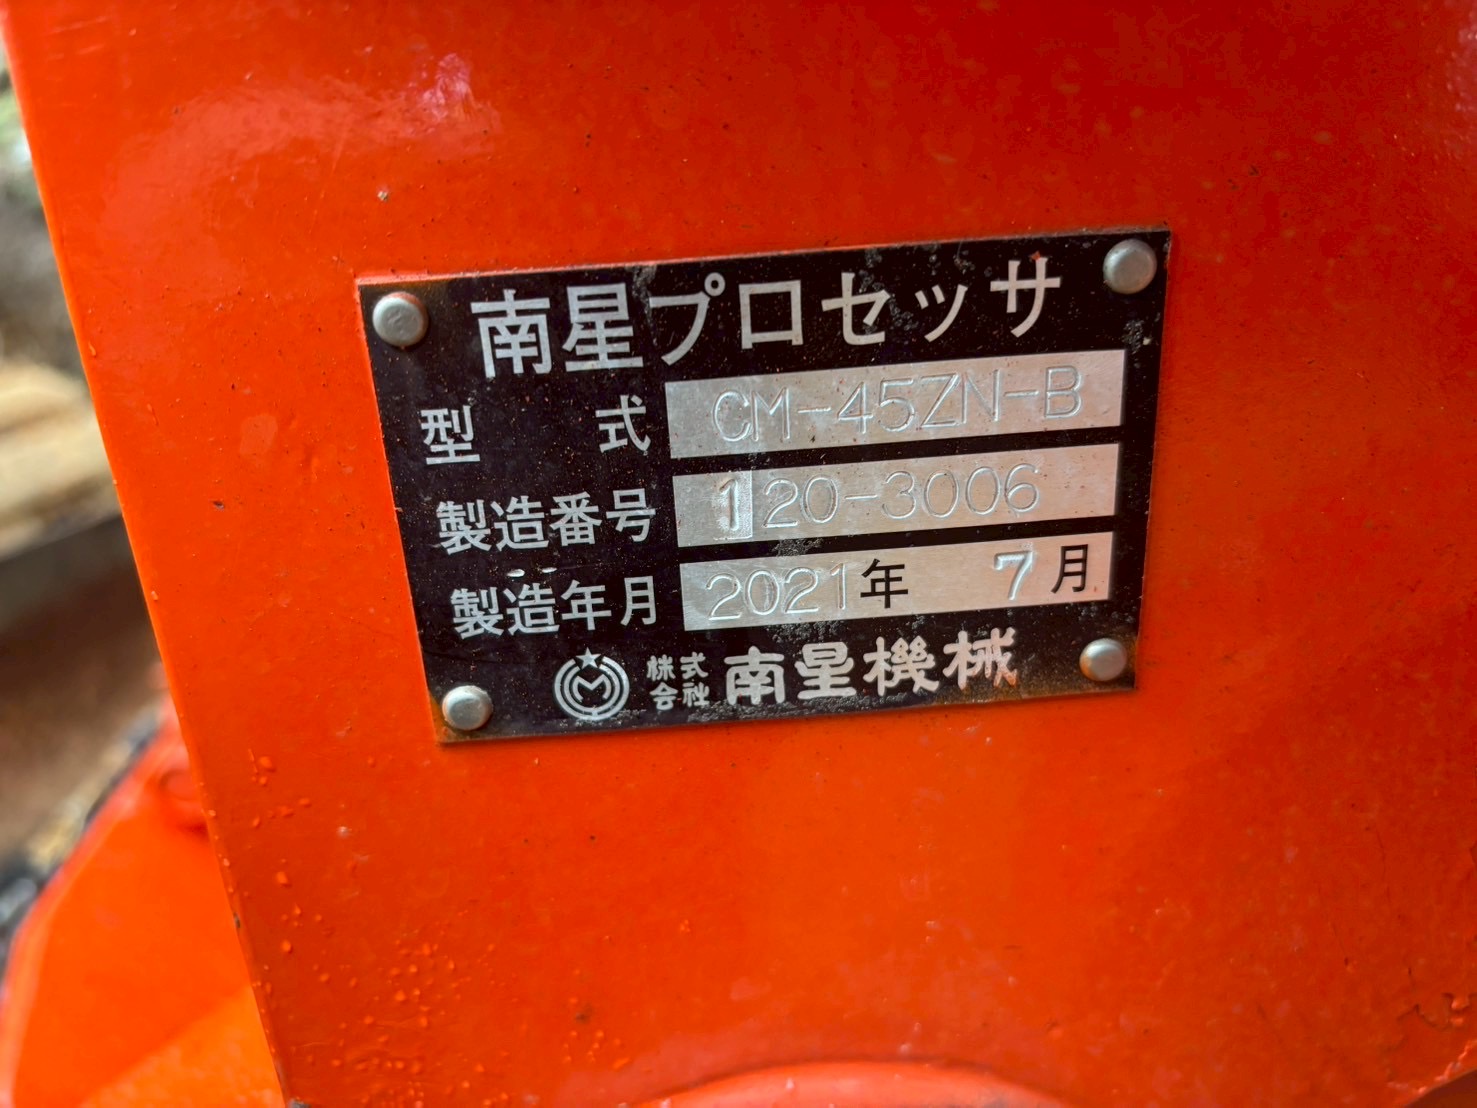 南星プロセッサ
型式 CM-45ZN-B
製造番号 120-3006
製造年月 2021年 7月
M 株式会社 南星機械